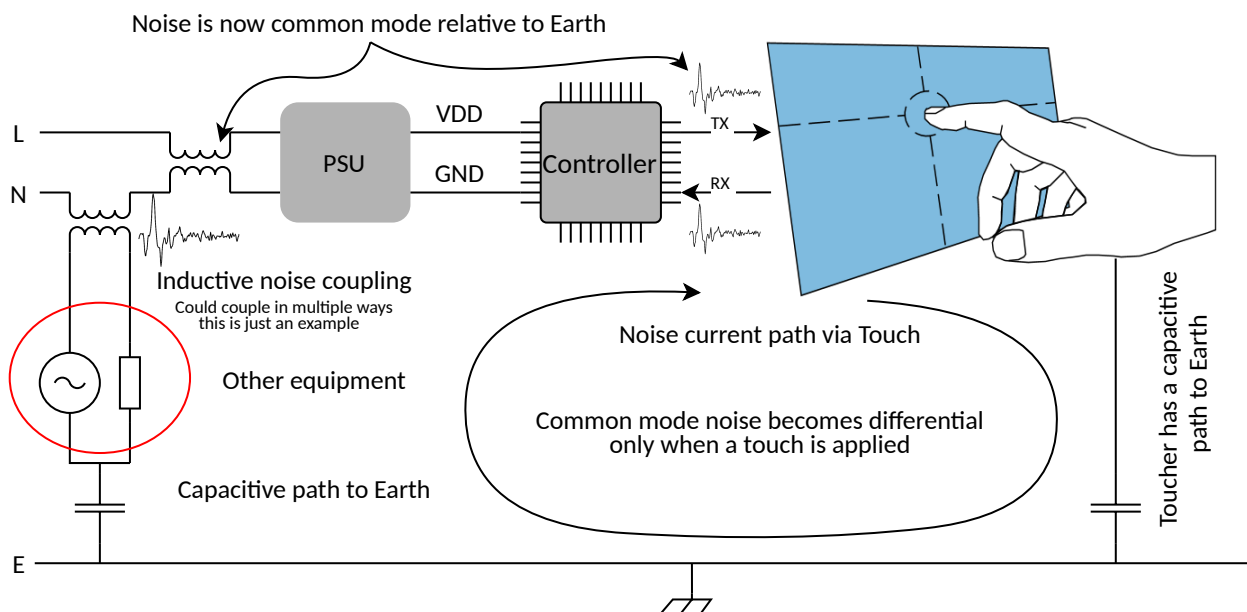 Noise is now common mode relative to Earth
L
N
PSU
VDD
GND
Controller
TX
RX
Inductive noise coupling
Could couple in multiple ways
this is just an example
Other equipment
Capacitive path to Earth
Noise current path via Touch
Common mode noise becomes differential
only when a touch is applied
Toucher has a capacitive
path to Earth
E